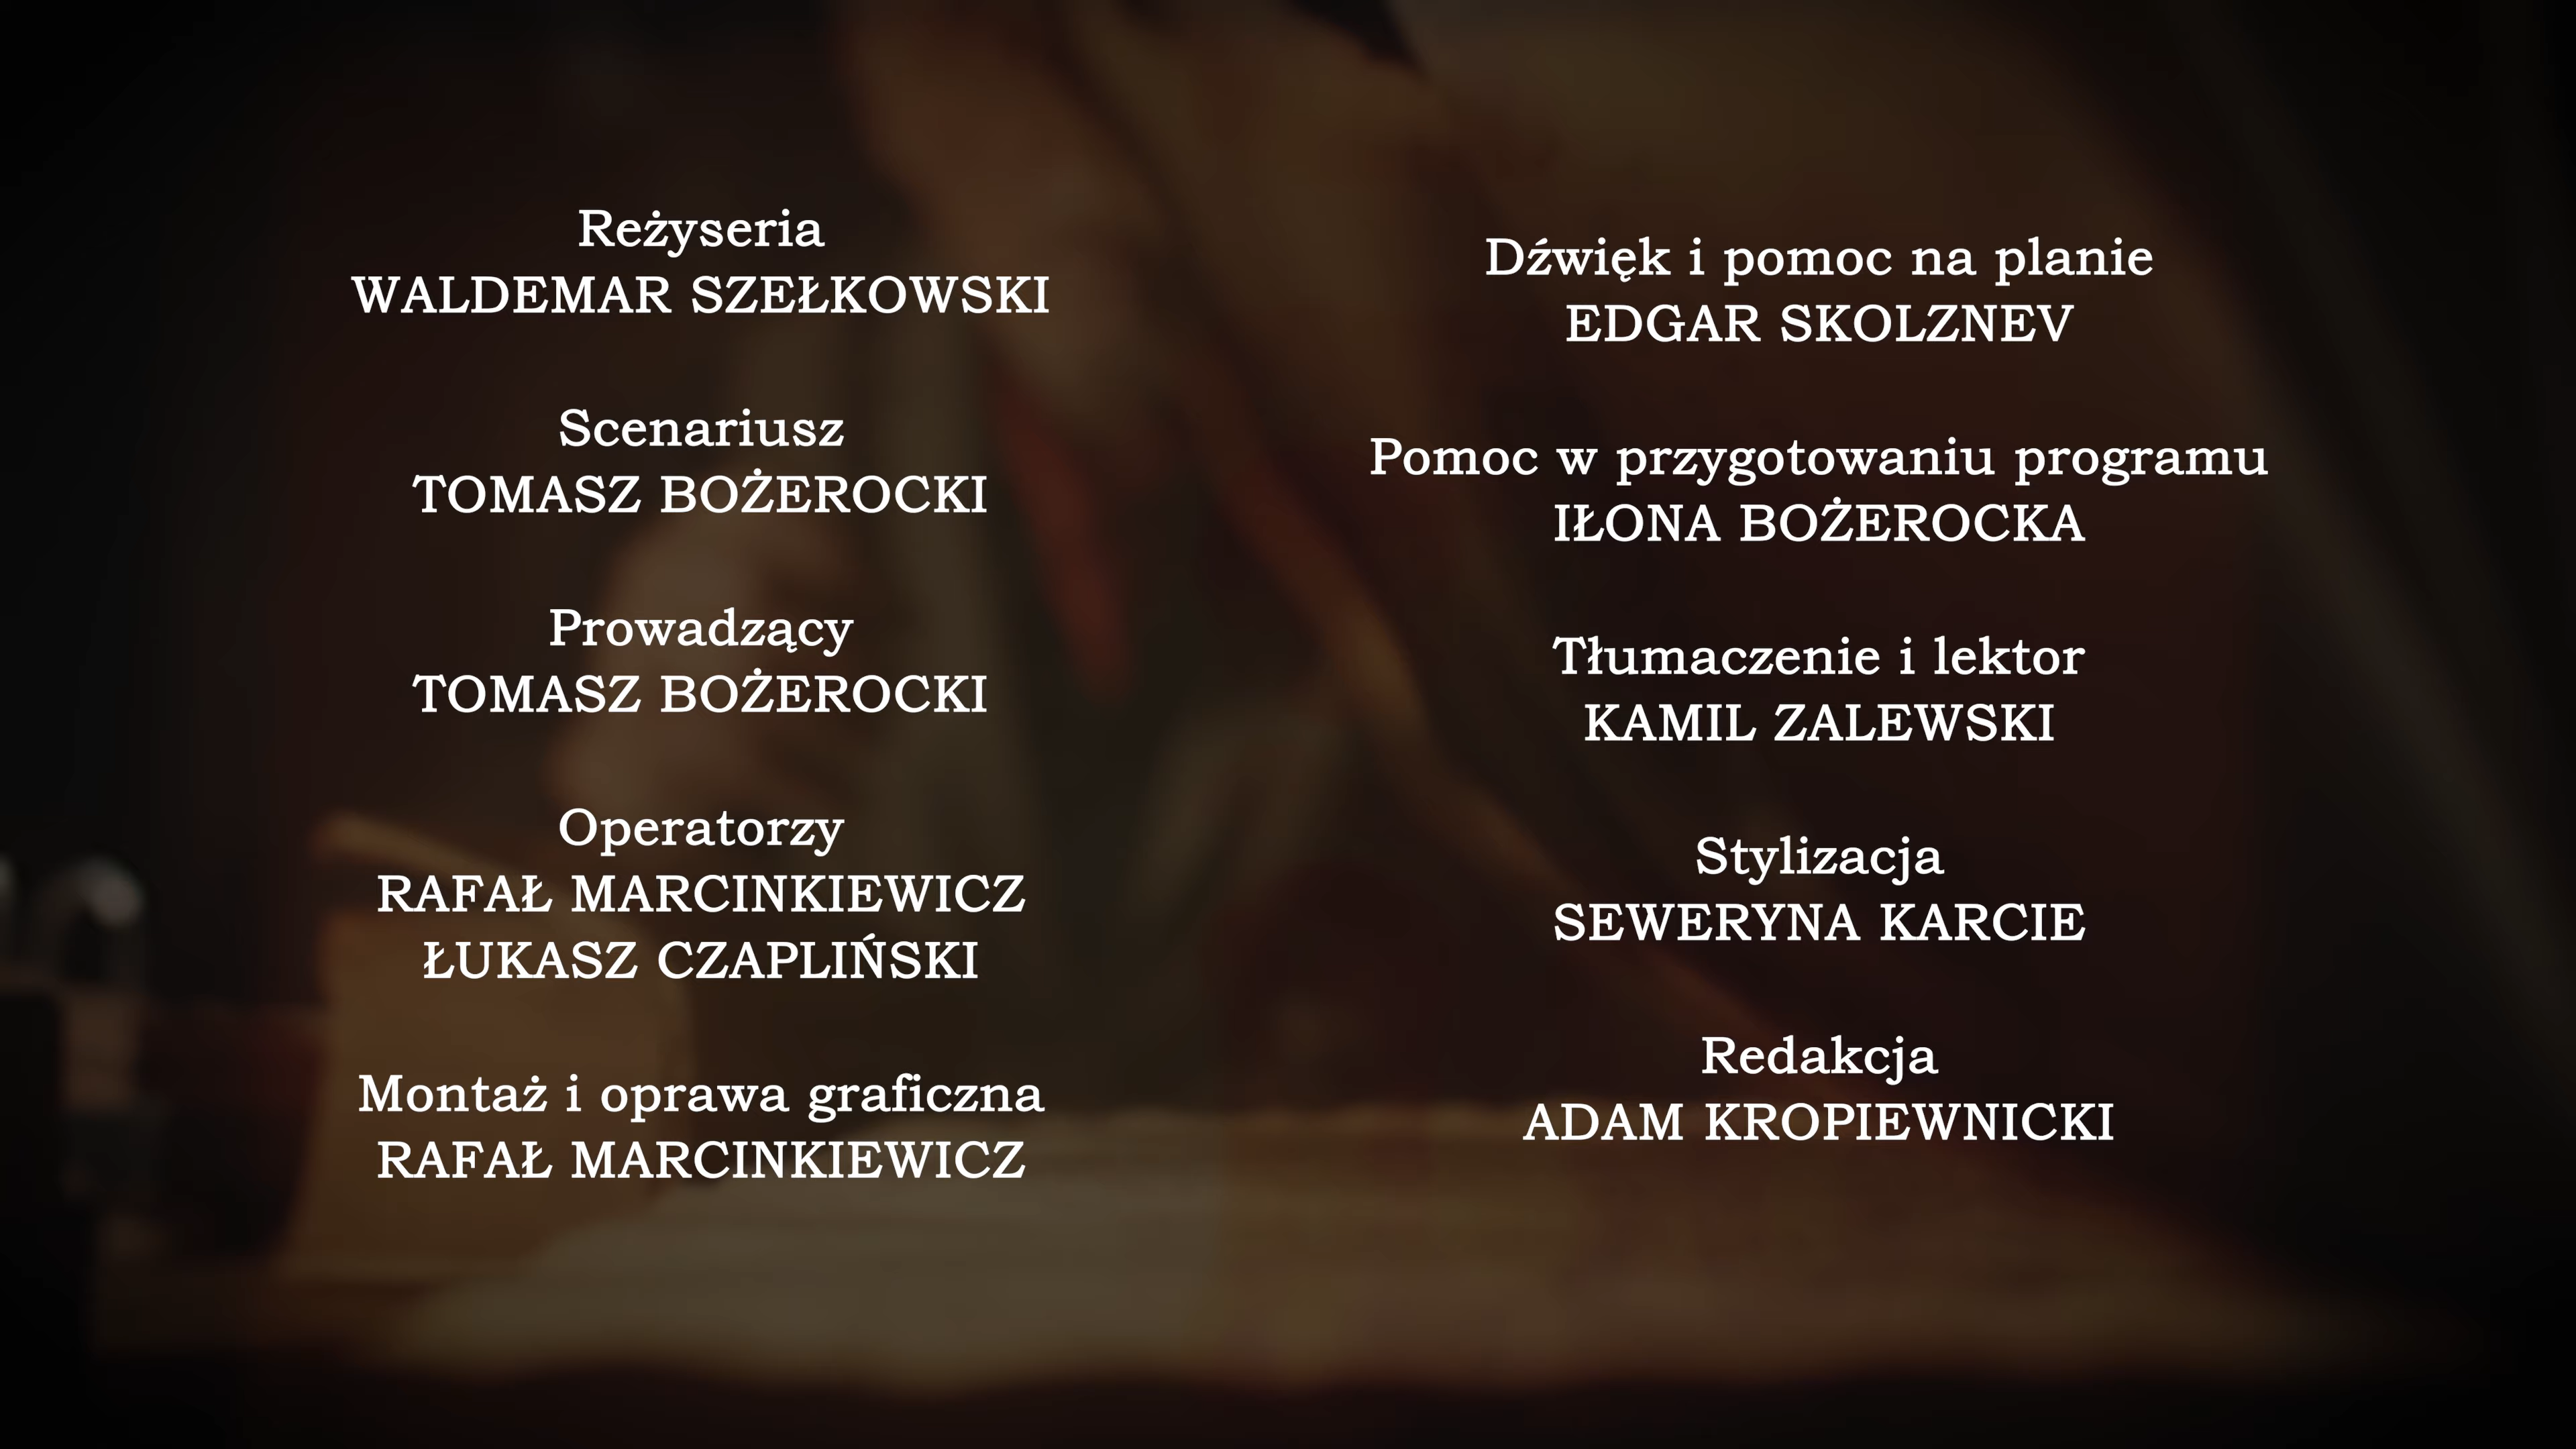 Reżyseria
WALDEMAR SZEŁKOWSKI
Scenariusz
TOMASZ BOŻEROCKI
Prowadzący
TOMASZ BOŻEROCKI
Operatorzy
RAFAŁ MARCINKIEWICZ
ŁUKASZ CZAPLIŃSKI
Montaż i oprawa graficzna
RAFAŁ MARCINKIEWICZ
Dźwięk i pomoc na planie
EDGAR SKOLZNEV
Pomoc w przygotowaniu programu
IŁONA BOŻEROCKA
Tłumaczenie i lektor
KAMIL ZALEWSKI
Stylizacja
SEWERYNA KARCIE
Redakcja
ADAM KROPIEWNICKI